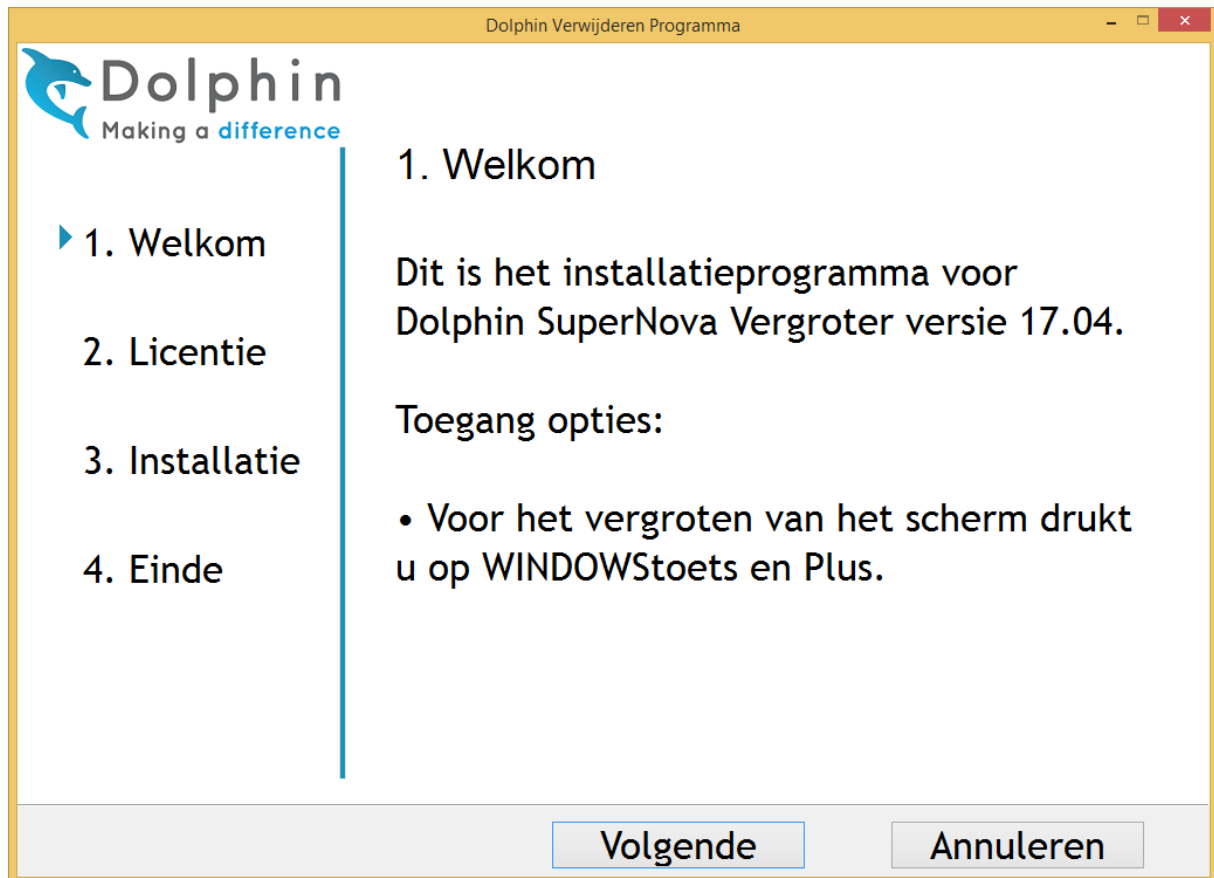 Dolphin Verwijderen Programma
Dolphin
Making a difference
1. Welkom
2. Licentie
3. Installatie
4. Einde
1. Welkom
Dit is het installatieprogramma voor
Dolphin SuperNova Vergroter versie 17.04.
Toegang opties:
• Voor het vergroten van het scherm drukt
u op WINDOWStoets en Plus.
Volgende
Annuleren